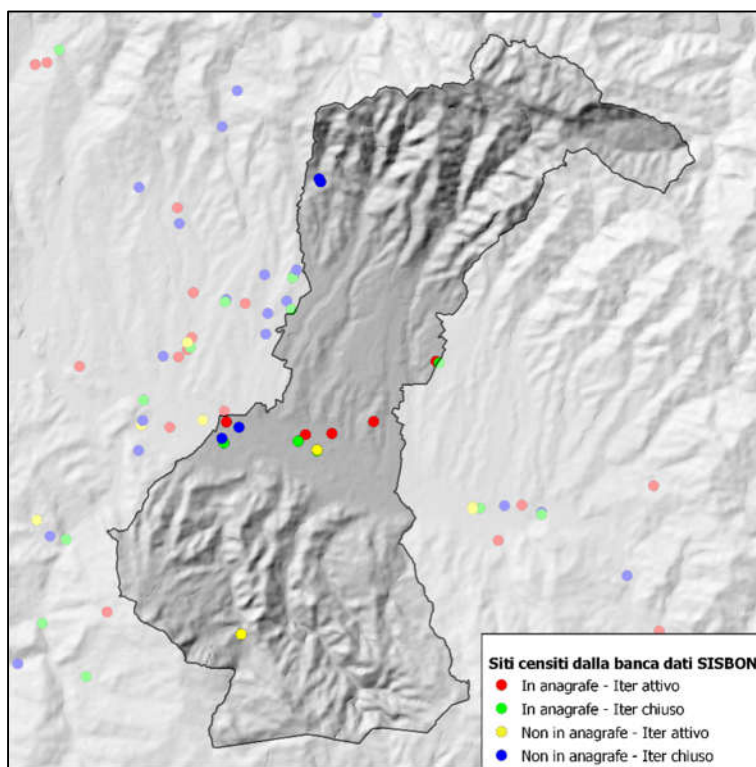 Siti censiti dalla banca dati SISBON
In anagrafe - Iter attivo
In anagrafe - Iter chiuso
Non in anagrafe - Iter attivo
Non in anagrafe - Iter chiuso